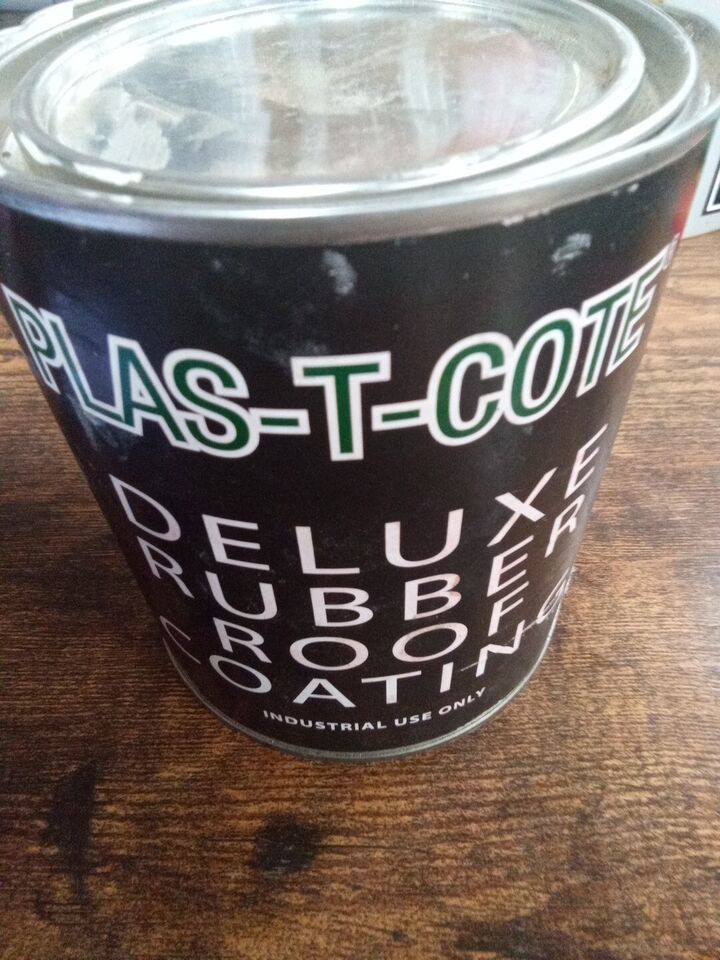 PLAS-T-COTE
DELUXE
RUBBER
ROOF
COATING
INDUSTRIAL USE ONLY